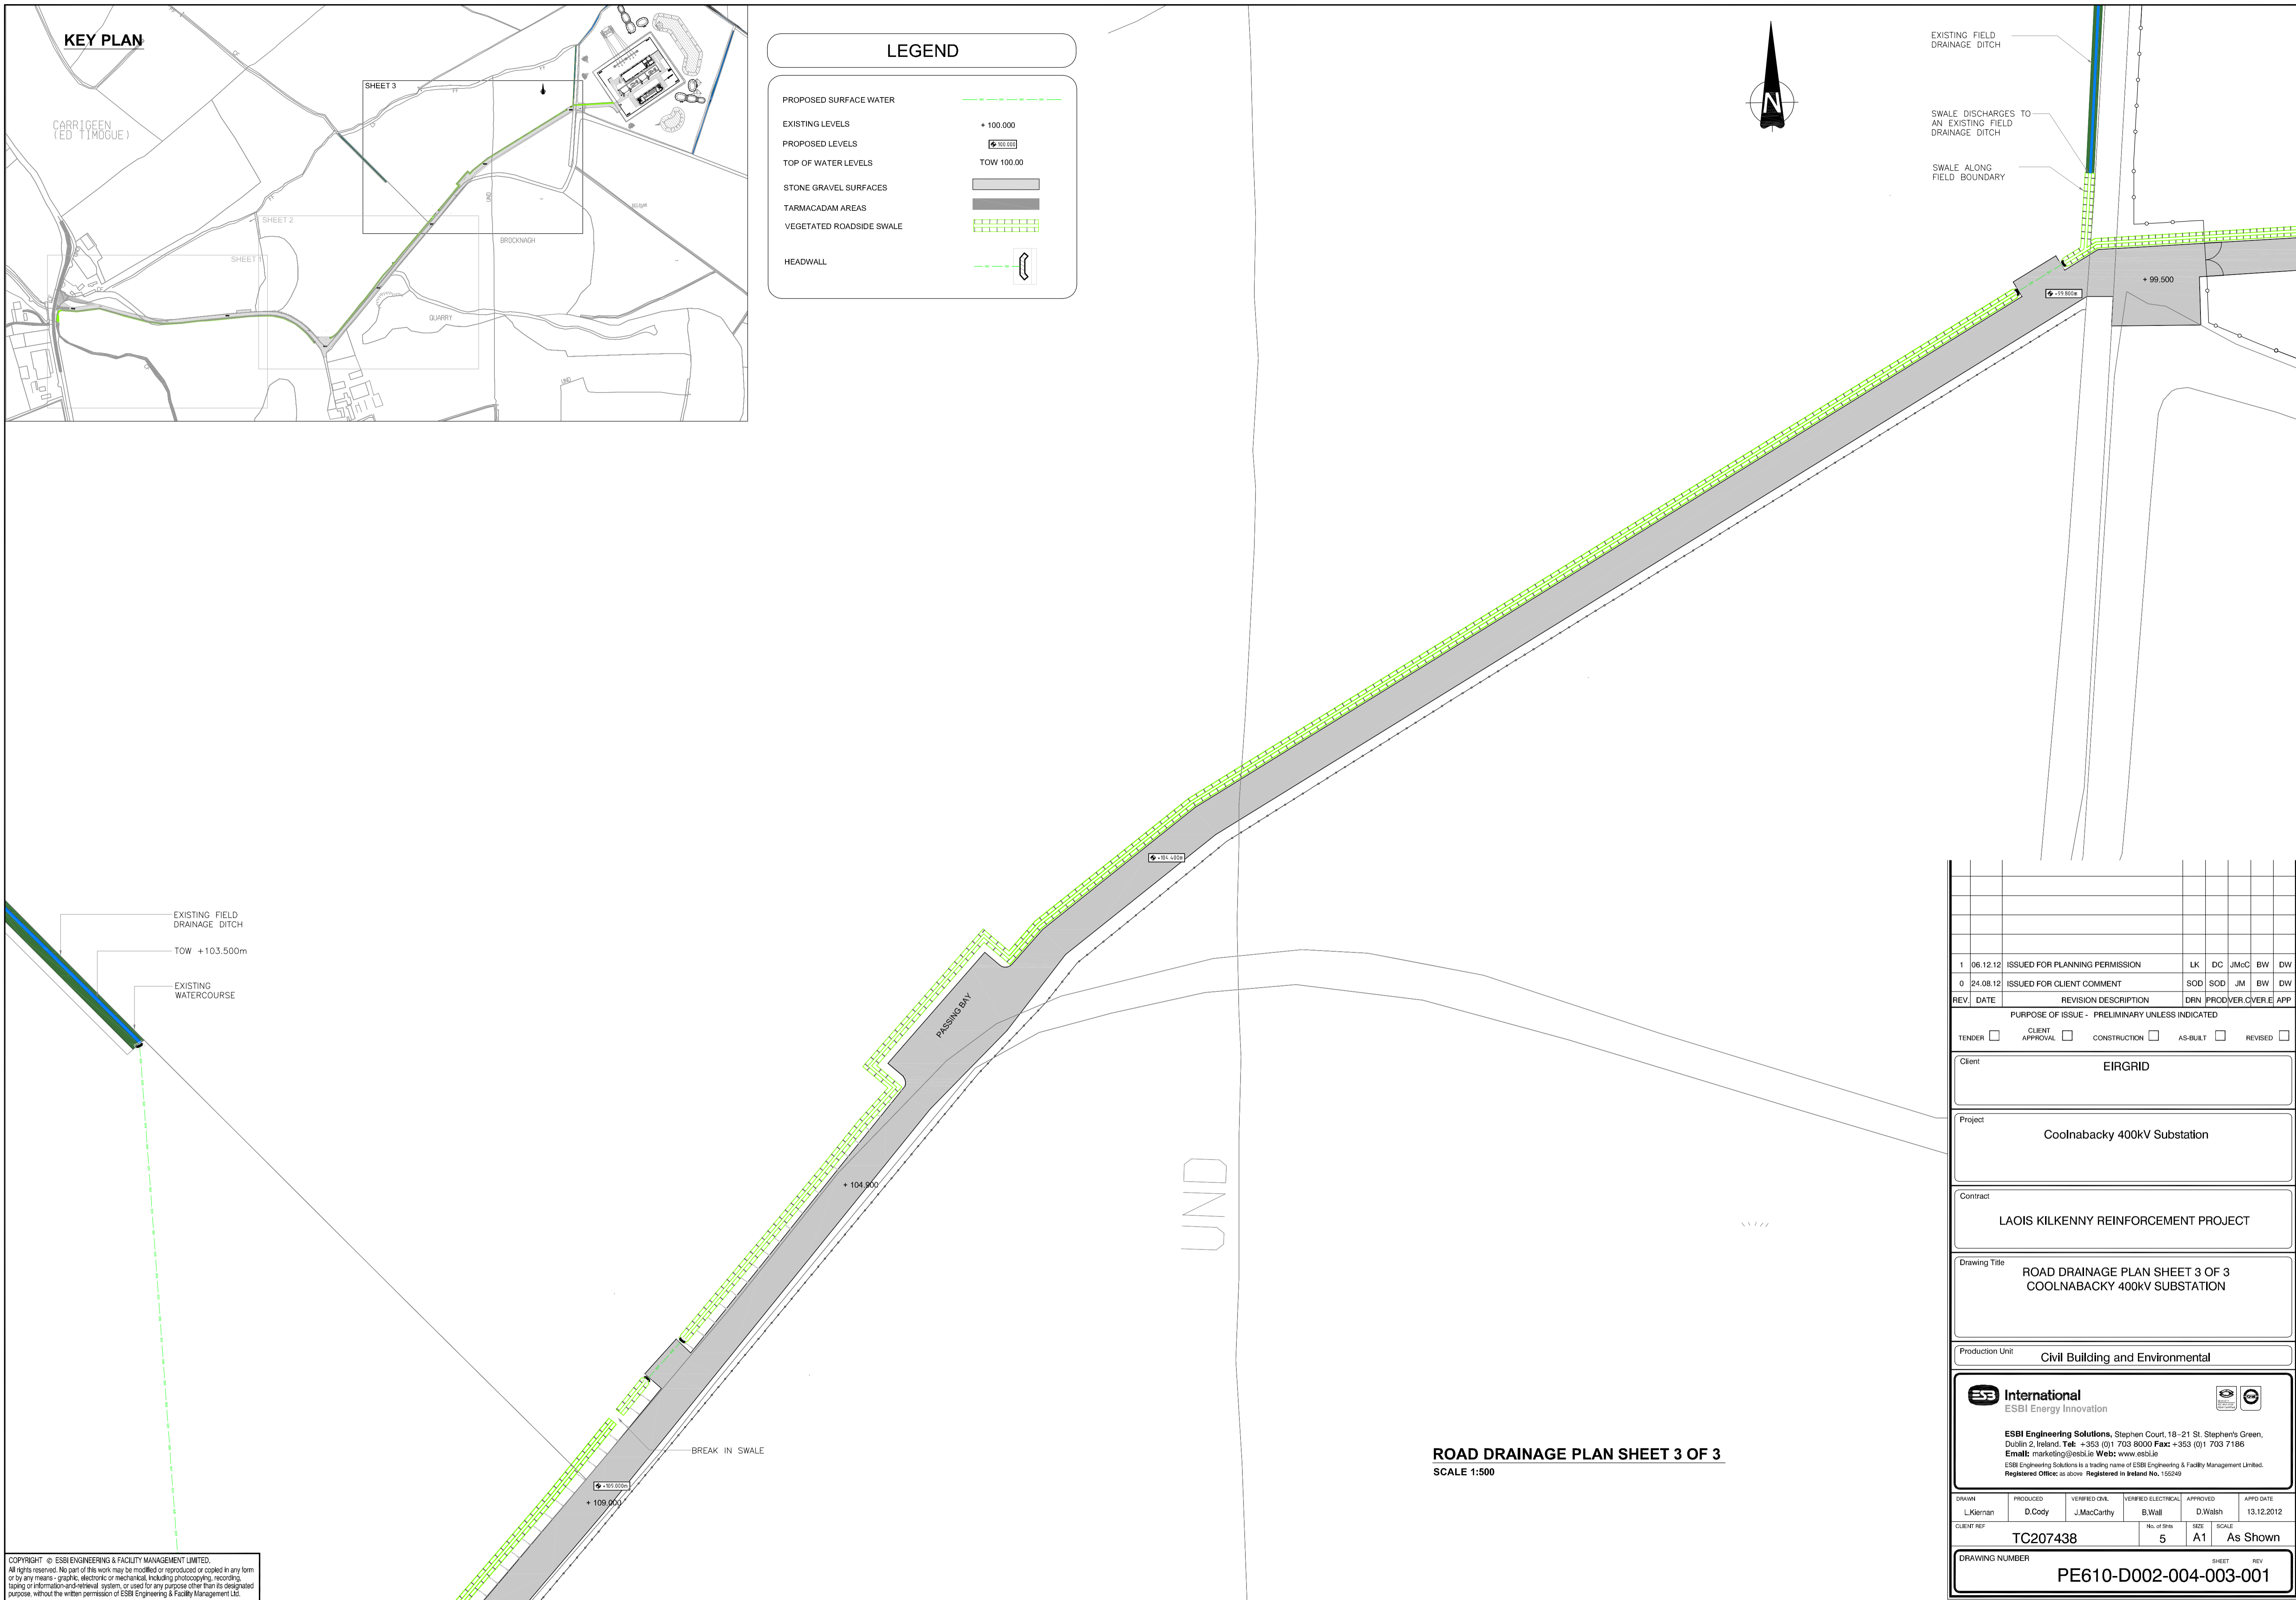 KEY PLAN
CARRIGEEN
(ED TIMOGUE)
SHEET 3
SHEET 2
SHEET 1
UND
BROCKNAGH
QUARRY
UND
LEGEND
PROPOSED SURFACE WATER
EXISTING LEVELS
+ 100.000
PROPOSED LEVELS
100.000
TOP OF WATER LEVELS
TOW 100.00
STONE GRAVEL SURFACES
TARMACADAM AREAS
VEGETATED ROADSIDE SWALE
HEADWALL
N
EXISTING FIELD
DRAINAGE DITCH
SWALE DISCHARGES TO
AN EXISTING FIELD
DRAINAGE DITCH
SWALE ALONG
FIELD BOUNDARY
+ 99.500
+99.800m
+104.400m
PASSING BAY
+ 104.900
UND
EXISTING FIELD
DRAINAGE DITCH
TOW +103.500m
EXISTING
WATERCOURSE
BREAK IN SWALE
+109.000m
+ 109.000
ROAD DRAINAGE PLAN SHEET 3 OF 3
SCALE 1:500
COPYRIGHT © ESBI ENGINEERING & FACILITY MANAGEMENT LIMITED.
All rights reserved. No part of this work may be modified or reproduced or copied in any form
or by any means - graphic, electronic or mechanical, including photocopying, recording,
taping or information-and-retrieval system, or used for any purpose other than its designated
purpose, without the written permission of ESBI Engineering & Facility Management Ltd.
1 06.12.12 ISSUED FOR PLANNING PERMISSION LK DC JMcC BW DW
0 24.08.12 ISSUED FOR CLIENT COMMENT SOD SOD JM BW DW
REV. DATE REVISION DESCRIPTION DRN PROD VER.C VER.E APP
PURPOSE OF ISSUE - PRELIMINARY UNLESS INDICATED
TENDER CLIENT APPROVAL CONSTRUCTION AS-BUILT REVISED
Client
EIRGRID
Project
Coolnabacky 400kV Substation
Contract
LAOIS KILKENNY REINFORCEMENT PROJECT
Drawing Title
ROAD DRAINAGE PLAN SHEET 3 OF 3
COOLNABACKY 400kV SUBSTATION
Production Unit
Civil Building and Environmental
ESB International
ESBI Energy Innovation
ESBI Engineering Solutions, Stephen Court, 18-21 St. Stephen's Green,
Dublin 2, Ireland. Tel: +353 (0)1 703 8000 Fax: +353 (0)1 703 7186
Email: marketing@esbi.ie Web: www.esbi.ie
ESBI Engineering Solutions is a trading name of ESBI Engineering & Facility Management Limited.
Registered Office: as above Registered in Ireland No. 155249
DRAWN PRODUCED VERIFIED CIVIL VERIFIED ELECTRICAL APPROVED APPD DATE
L.Kiernan D.Cody J.MacCarthy B.Wall D.Walsh 13.12.2012
CLIENT REF No. of Shts SIZE SCALE
TC207438 5 A1 As Shown
DRAWING NUMBER SHEET REV
PE610-D002-004-003-001